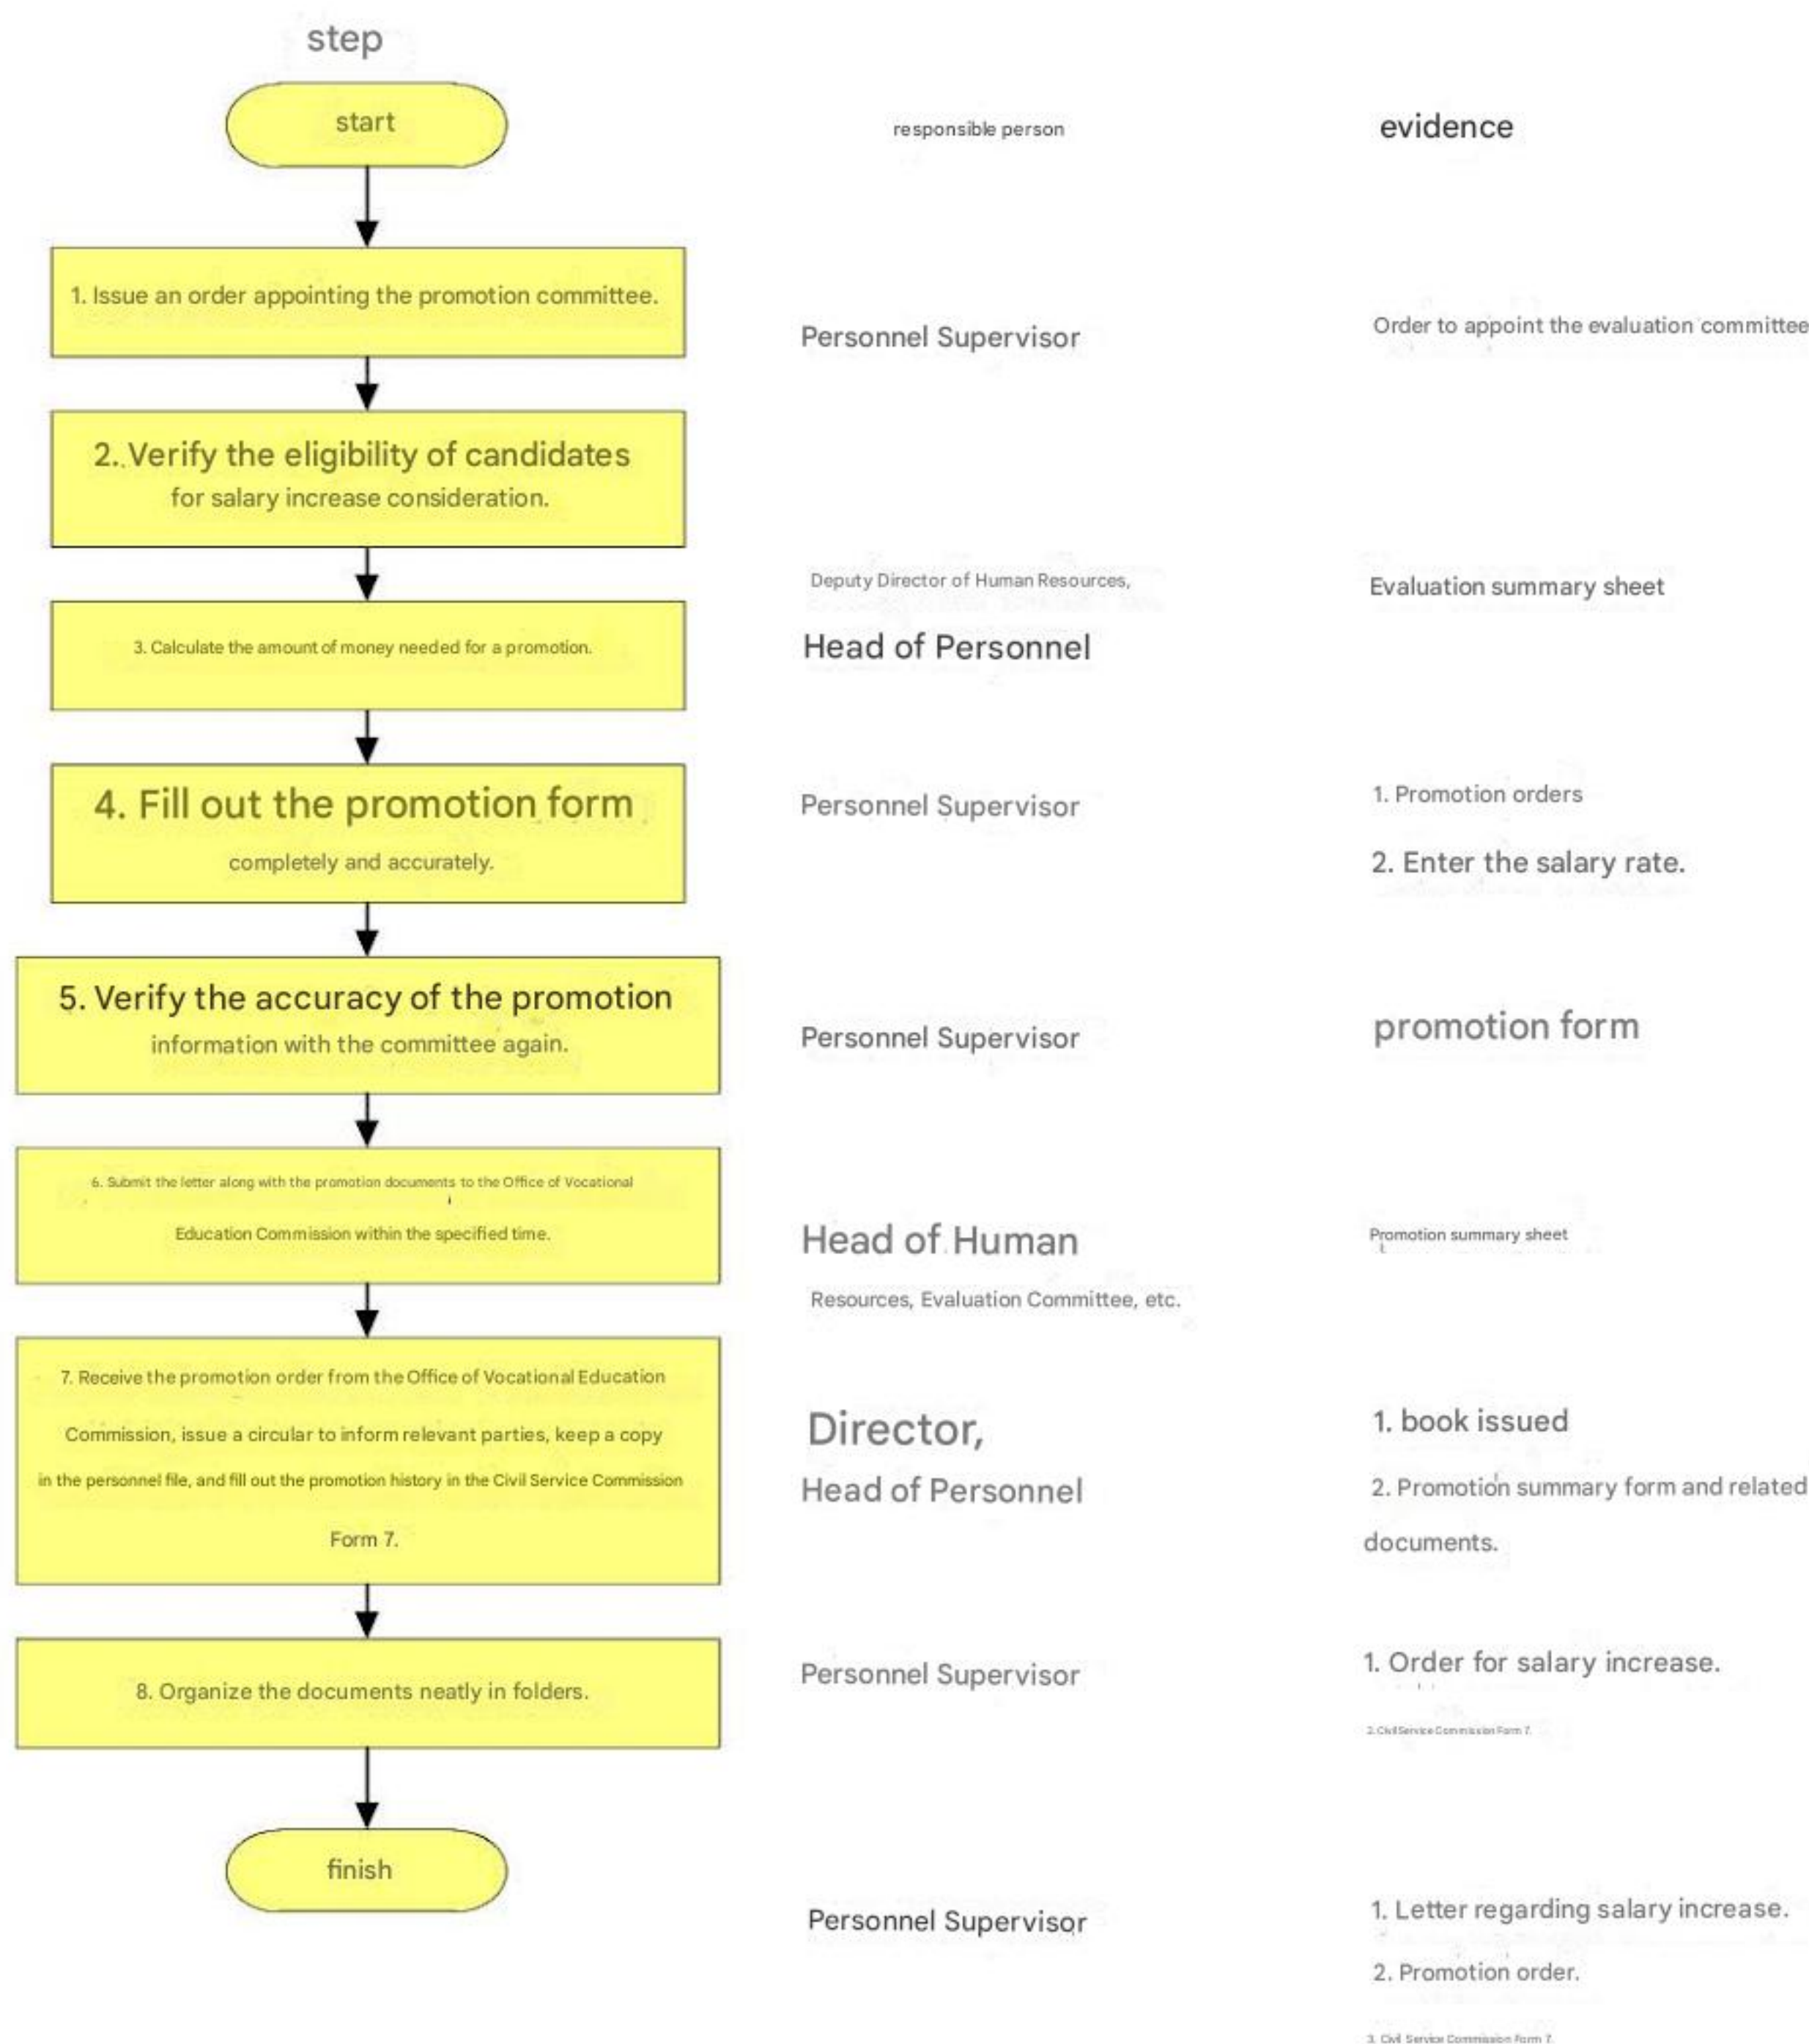 step
start
responsible person
evidence
1. Issue an order appointing the promotion committee.
Personnel Supervisor
Order to appoint the evaluation committee
2. Verify the eligibility of candidates
for salary increase consideration.
Deputy Director of Human Resources,
Head of Personnel
Evaluation summary sheet
3. Calculate the amount of money needed for a promotion.
4. Fill out the promotion form
completely and accurately.
Personnel Supervisor
1. Promotion orders
2. Enter the salary rate.
5. Verify the accuracy of the promotion
information with the committee again.
Personnel Supervisor
promotion form
6. Submit the letter along with the promotion documents to the Office of Vocational
Education Commission within the specified time.
Head of Human
Resources, Evaluation Committee, etc.
Promotion summary sheet
7. Receive the promotion order from the Office of Vocational Education
Commission, issue a circular to inform relevant parties, keep a copy
in the personnel file, and fill out the promotion history in the Civil Service Commission
Form 7.
Director,
Head of Personnel
1. book issued
2. Promotion summary form and related
documents.
8. Organize the documents neatly in folders.
Personnel Supervisor
1. Order for salary increase.
2. Civil Service Commission Form 7.
finish
Personnel Supervisor
1. Letter regarding salary increase.
2. Promotion order.
3. Civil Service Commission Form 7.